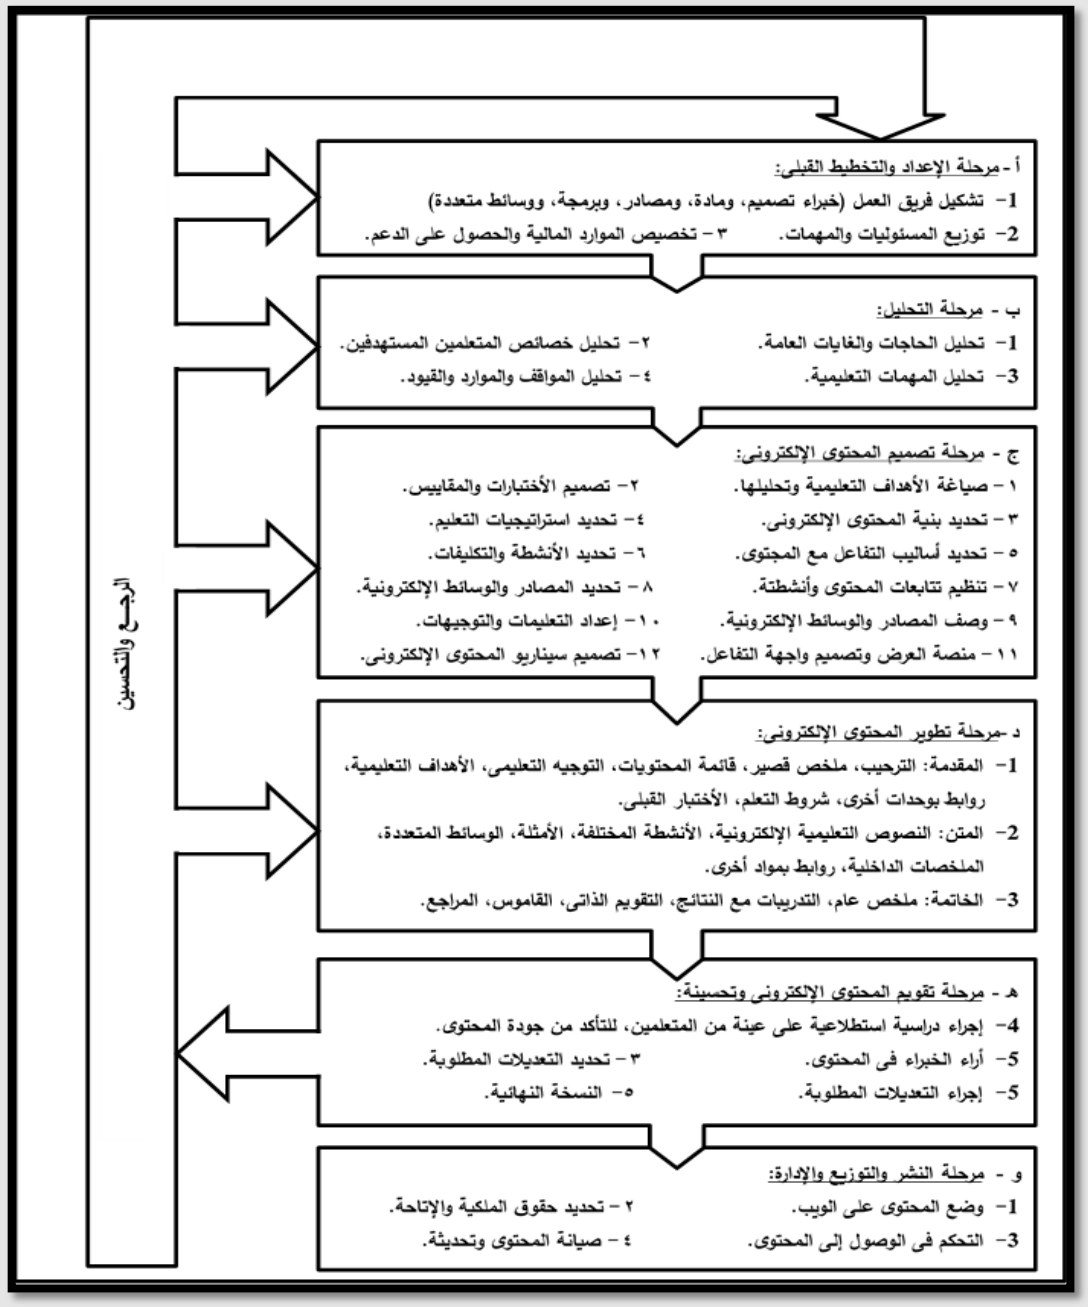 أ - مرحلة الإعداد والتخطيط القبلى:
1- تشكيل فريق العمل (خبراء تصميم، ومادة، ومصادر، وبرمجة، ووسائط متعددة)
2- توزيع المسئوليات والمهمات. ٣- تخصيص الموارد المالية والحصول على الدعم.
ب - مرحلة التحليل:
1- تحليل الحاجات والغايات العامة. ٢- تحليل خصائص المتعلمين المستهدفين.
3- تحليل المهمات التعليمية. ٤- تحليل المواقف والموارد والقيود.
ج - مرحلة تصميم المحتوى الإلكترونى:
١- صياغة الأهداف التعليمية وتحليلها. ٢- تصميم الأختبارات والمقاييس.
٣- تحديد بنية المحتوى الإلكترونى. ٤- تحديد استراتيجيات التعليم.
٥- تحديد أساليب التفاعل مع المجتوى. ٦- تحديد الأنشطة والتكليفات.
٧- تنظيم تتابعات المحتوى وأنشطتة. ٨- تحديد المصادر والوسائط الإلكترونية.
٩- وصف المصادر والوسائط الإلكترونية. ١٠- إعداد التعليمات والتوجيهات.
١١- منصة العرض وتصميم واجهة التفاعل. ١٢- تصميم سيناريو المحتوى الإلكترونى.
الرجع والتحسين
د -مرحلة تطوير المحتوى الإلكترونى:
1- المقدمة: الترحيب، ملخص قصير، قائمة المحتويات، التوجيه التعليمى، الأهداف التعليمية،
روابط بوحدات أخرى، شروط التعلم، الأختبار القبلى.
2- المتن: النصوص التعليمية الإلكترونية، الأنشطة المختلفة، الأمثلة، الوسائط المتعددة،
الملخصات الداخلية، روابط بمواد أخرى.
3- الخاتمة: ملخص عام، التدريبات مع النتائج، التقويم الذاتى، القاموس، المراجع.
هـ - مرحلة تقويم المحتوى الإلكترونى وتحسينة:
4- إجراء دراسية استطلاعية على عينة من المتعلمين، للتأكد من جودة المحتوى.
5- أراء الخبراء فى المحتوى. ٣- تحديد التعديلات المطلوبة.
5- إجراء التعديلات المطلوبة. ٥- النسخة النهائية.
و - مرحلة النشر والتوزيع والإدارة:
1- وضع المحتوى على الويب. ٢- تحديد حقوق الملكية والإتاحة.
3- التحكم فى الوصول إلى المحتوى. ٤- صيانة المحتوى وتحديثة.